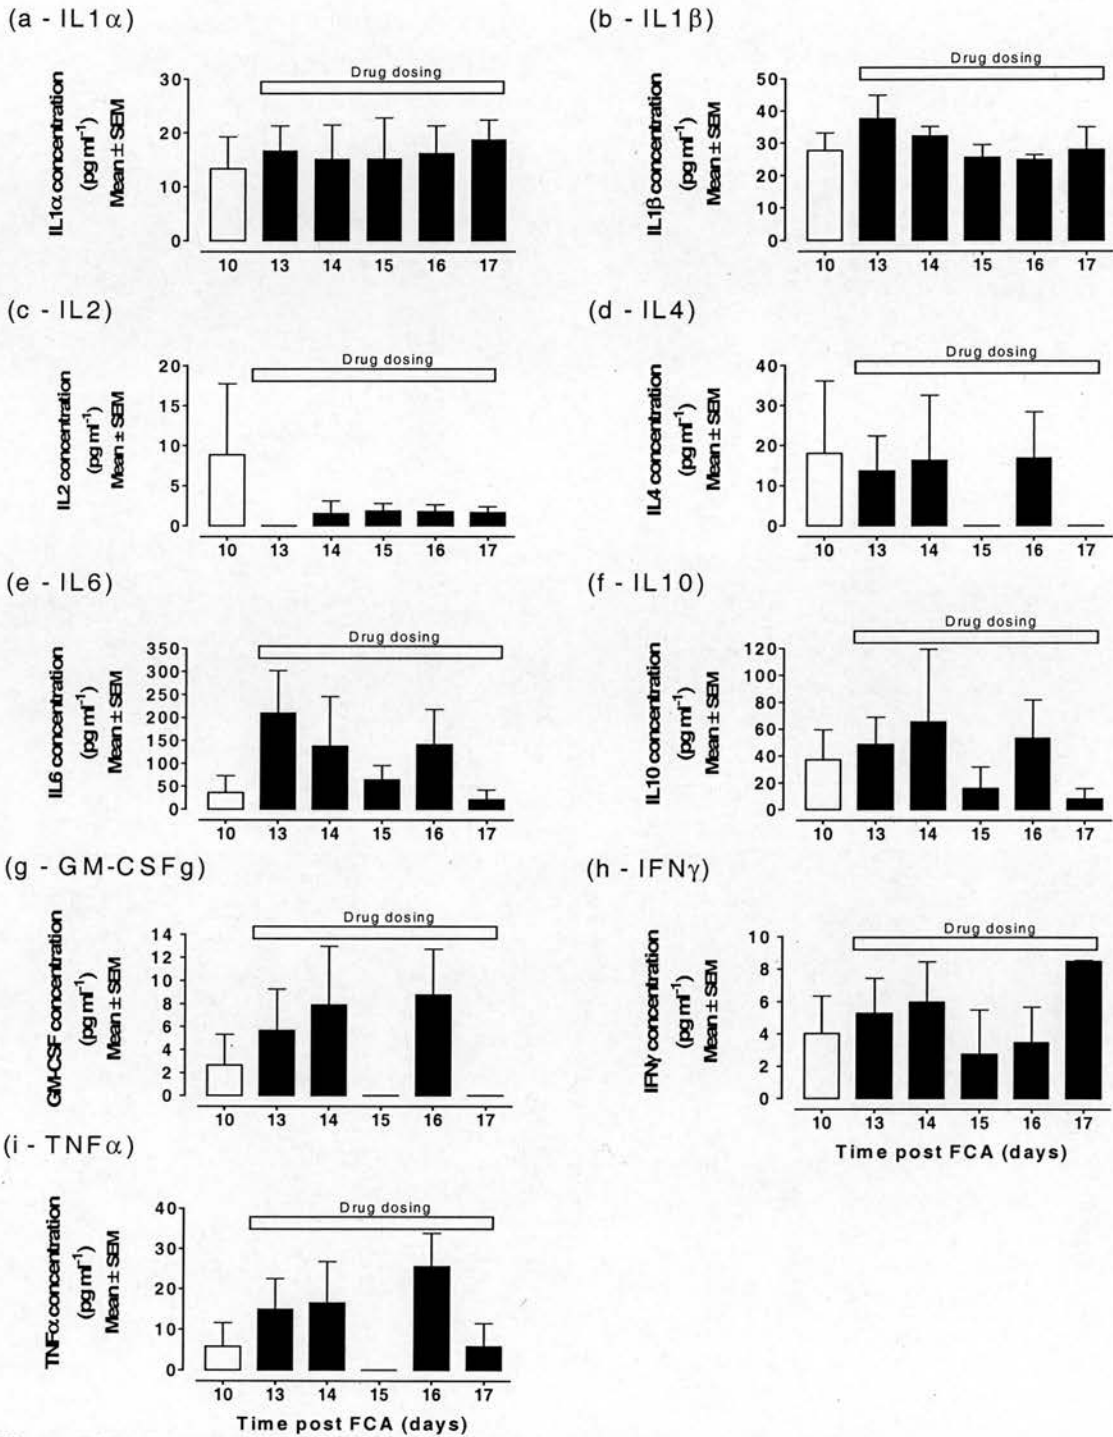 (a - IL1α)
IL1α concentration
(pg ml⁻¹)
Mean ± SEM
Drug dosing
30
20
10
0
10 13 14 15 16 17
(b - IL1β)
IL1β concentration
(pg ml⁻¹)
Mean ± SEM
Drug dosing
50
40
30
20
10
0
10 13 14 15 16 17
(c - IL2)
IL2 concentration
(pg ml⁻¹)
Mean ± SEM
Drug dosing
20
15
10
5
0
10 13 14 15 16 17
(d - IL4)
IL4 concentration
(pg ml⁻¹)
Mean ± SEM
Drug dosing
40
30
20
10
0
10 13 14 15 16 17
(e - IL6)
IL6 concentration
(pg ml⁻¹)
Mean ± SEM
Drug dosing
350
300
250
200
150
100
50
0
10 13 14 15 16 17
(f - IL10)
IL10 concentration
(pg ml⁻¹)
Mean ± SEM
Drug dosing
120
100
80
60
40
20
0
10 13 14 15 16 17
(g - GM-CSFg)
GM-CSF concentration
(pg ml⁻¹)
Mean ± SEM
Drug dosing
14
12
10
8
6
4
2
0
10 13 14 15 16 17
(h - IFNγ)
IFNγ concentration
(pg ml⁻¹)
Mean ± SEM
Drug dosing
10
8
6
4
2
0
10 13 14 15 16 17
Time post FCA (days)
(i - TNFα)
TNFα concentration
(pg ml⁻¹)
Mean ± SEM
Drug dosing
40
30
20
10
0
10 13 14 15 16 17
Time post FCA (days)